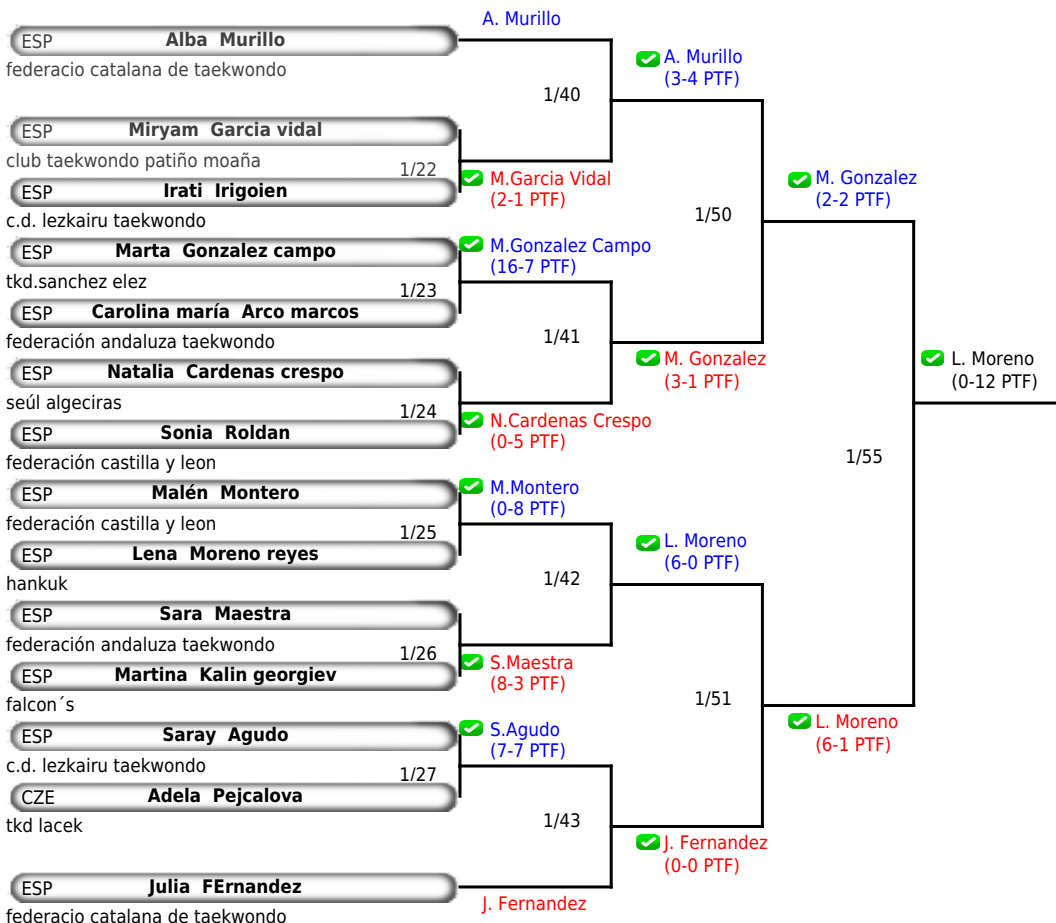 A. Murillo
ESP Alba Murillo
federacio catalana de taekwondo
A. Murillo
(3-4 PTF)
1/40
ESP Miryam Garcia vidal
club taekwondo patiño moaña
1/22
M.Garcia Vidal
(2-1 PTF)
ESP Irati Irigoien
c.d. lezkairu taekwondo
M. Gonzalez
(2-2 PTF)
1/50
ESP Marta Gonzalez campo
M.Gonzalez Campo
(16-7 PTF)
tkd.sanchez elez
1/23
ESP Carolina maría Arco marcos
federación andaluza taekwondo
1/41
M. Gonzalez
(3-1 PTF)
L. Moreno
(0-12 PTF)
ESP Natalia Cardenas crespo
seúl algeciras
1/24
N.Cardenas Crespo
(0-5 PTF)
ESP Sonia Roldan
federación castilla y leon
1/55
ESP Malén Montero
M.Montero
(0-8 PTF)
federación castilla y leon
1/25
ESP Lena Moreno reyes
hankuk
L. Moreno
(6-0 PTF)
1/42
ESP Sara Maestra
federación andaluza taekwondo
1/26
S.Maestra
(8-3 PTF)
ESP Martina Kalin georgiev
falcon´s
1/51
L. Moreno
(6-1 PTF)
ESP Saray Agudo
S.Agudo
(7-7 PTF)
c.d. lezkairu taekwondo
1/27
CZE Adela Pejcalova
tkd lacek
1/43
J. Fernandez
(0-0 PTF)
ESP Julia FErnandez
J. Fernandez
federacio catalana de taekwondo